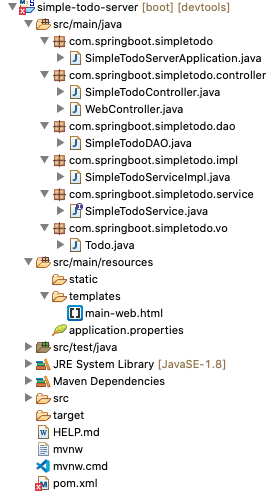 simple-todo-server [boot] [devtools]
src/main/java
com.springboot.simpletodo
SimpleTodoServerApplication.java
com.springboot.simpletodo.controller
SimpleTodoController.java
WebController.java
com.springboot.simpletodo.dao
SimpleTodoDAO.java
com.springboot.simpletodo.impl
SimpleTodoServiceImpl.java
com.springboot.simpletodo.service
SimpleTodoService.java
com.springboot.simpletodo.vo
Todo.java
src/main/resources
static
templates
main-web.html
application.properties
src/test/java
JRE System Library [JavaSE-1.8]
Maven Dependencies
src
target
HELP.md
mvnw
mvnw.cmd
pom.xml